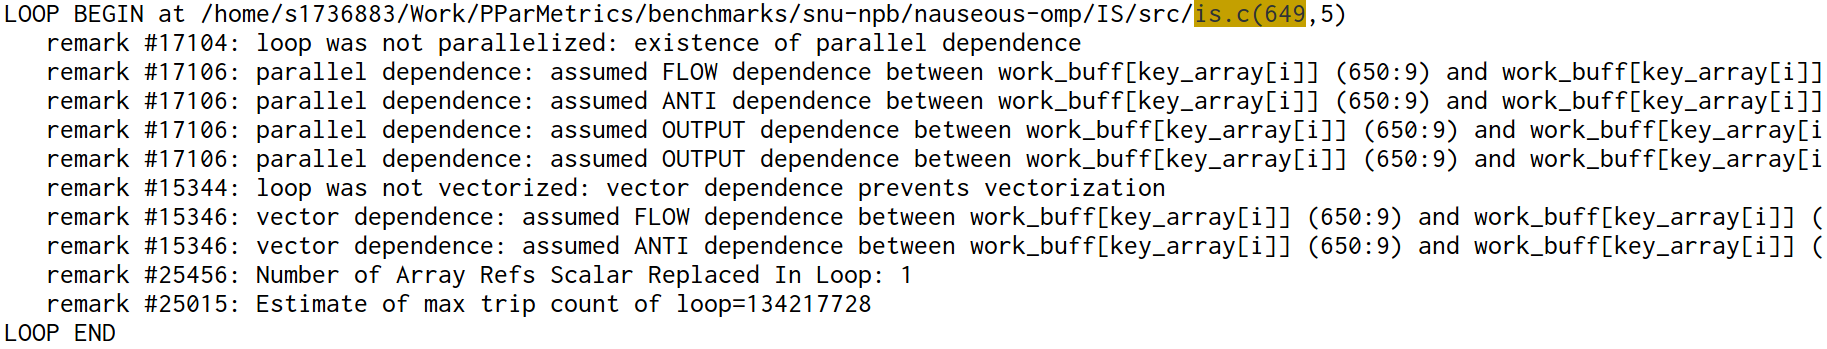 LOOP BEGIN at /home/s1736883/Work/PParMetrics/benchmarks/snu-npb/nauseous-omp/IS/src/is.c(649,5)
remark #17104: loop was not parallelized: existence of parallel dependence
remark #17106: parallel dependence: assumed FLOW dependence between work_buff[key_array[i]] (650:9) and work_buff[key_array[i]]
remark #17106: parallel dependence: assumed ANTI dependence between work_buff[key_array[i]] (650:9) and work_buff[key_array[i]]
remark #17106: parallel dependence: assumed OUTPUT dependence between work_buff[key_array[i]] (650:9) and work_buff[key_array[i
remark #17106: parallel dependence: assumed OUTPUT dependence between work_buff[key_array[i]] (650:9) and work_buff[key_array[i
remark #15344: loop was not vectorized: vector dependence prevents vectorization
remark #15346: vector dependence: assumed FLOW dependence between work_buff[key_array[i]] (650:9) and work_buff[key_array[i]] (
remark #15346: vector dependence: assumed ANTI dependence between work_buff[key_array[i]] (650:9) and work_buff[key_array[i]] (
remark #25456: Number of Array Refs Scalar Replaced In Loop: 1
remark #25015: Estimate of max trip count of loop=134217728
LOOP END